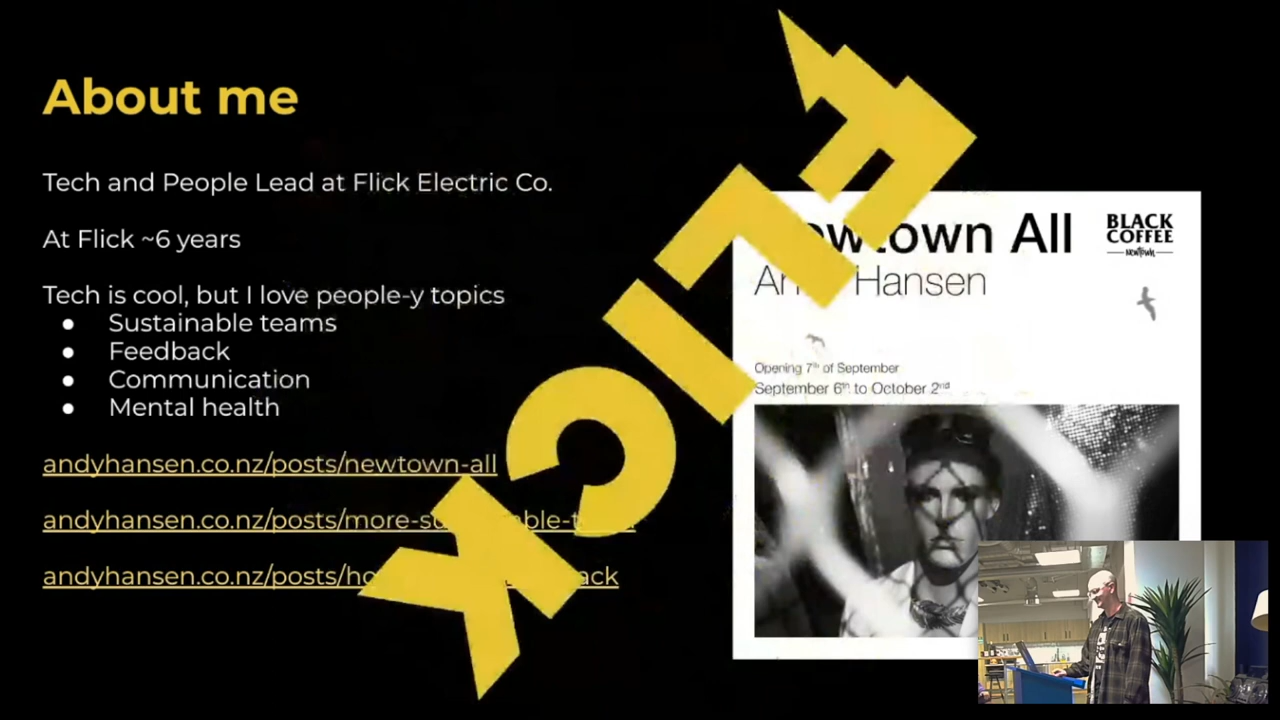 About me
Tech and People Lead at Flick Electric Co.
At Flick ~6 years
Tech is cool, but I love people-y topics
Sustainable teams
Feedback
Communication
Mental health
andyhansen.co.nz/posts/newtown-all
andyhansen.co.nz/posts/more-
andyhansen.co.nz/posts/
FLICK
All
Hansen
BLACK
COFFEE
Newtown
Opening 7th of September
September 6th to October 2nd